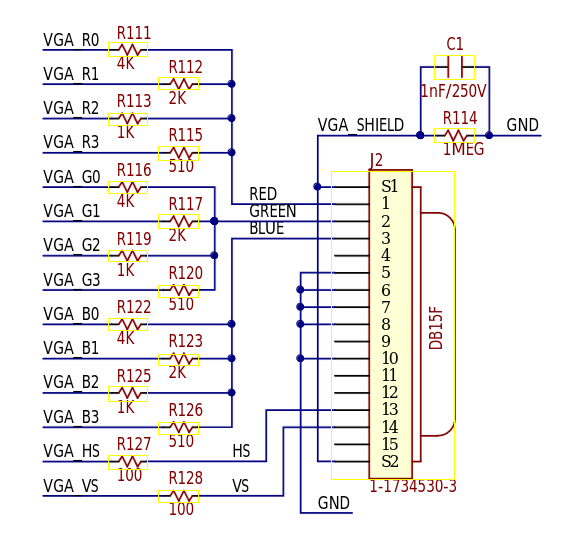 VGA_R0 R111 4K
VGA_R1 R112 2K
VGA_R2 R113 1K
VGA_R3 R115 510
VGA_G0 R116 4K
VGA_G1 R117 2K
VGA_G2 R119 1K
VGA_G3 R120 510
VGA_B0 R122 4K
VGA_B1 R123 2K
VGA_B2 R125 1K
VGA_B3 R126 510
VGA_HS R127 100 HS
VGA_VS R128 100 VS
RED
GREEN
BLUE
C1
1nF/250V
VGA_SHIELD R114 GND
1MEG
J2
S1
1
2
3
4
5
6
7
8
9
10
11
12
13
14
15
S2
DB15F
1-1734530-3
GND